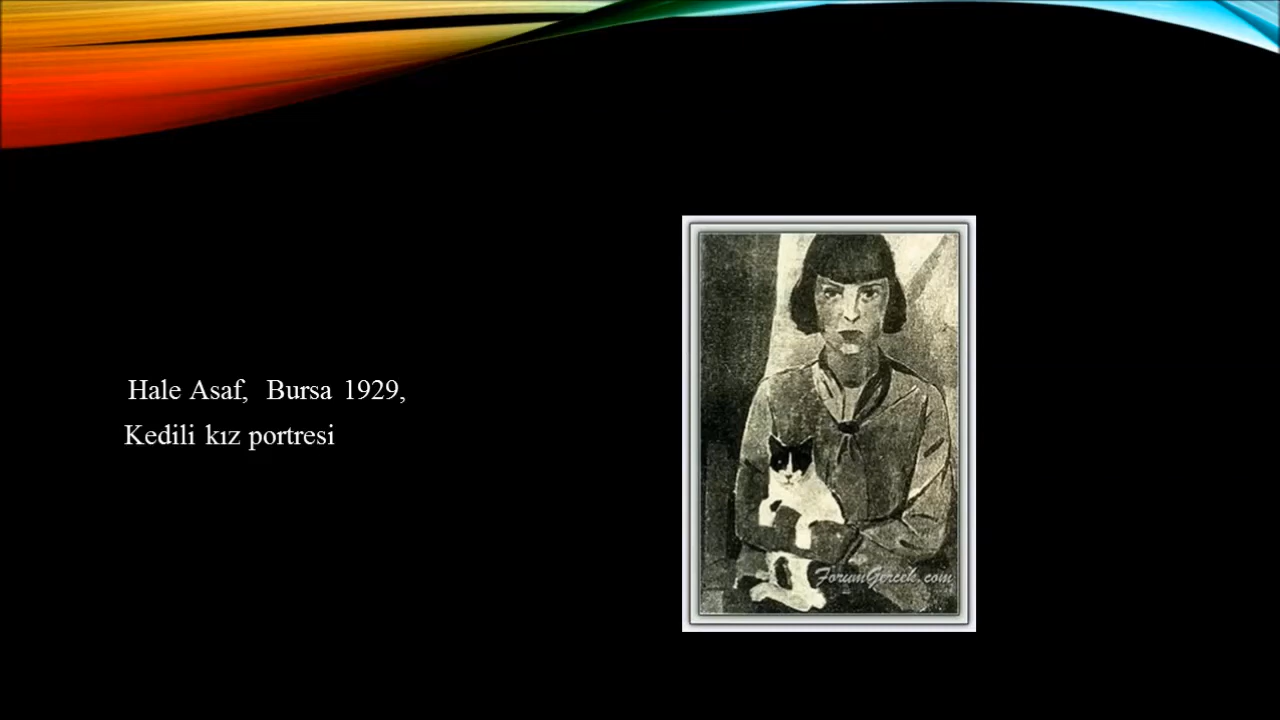 Hale Asaf, Bursa 1929,
Kedili kız portresi
ForumGercek.com